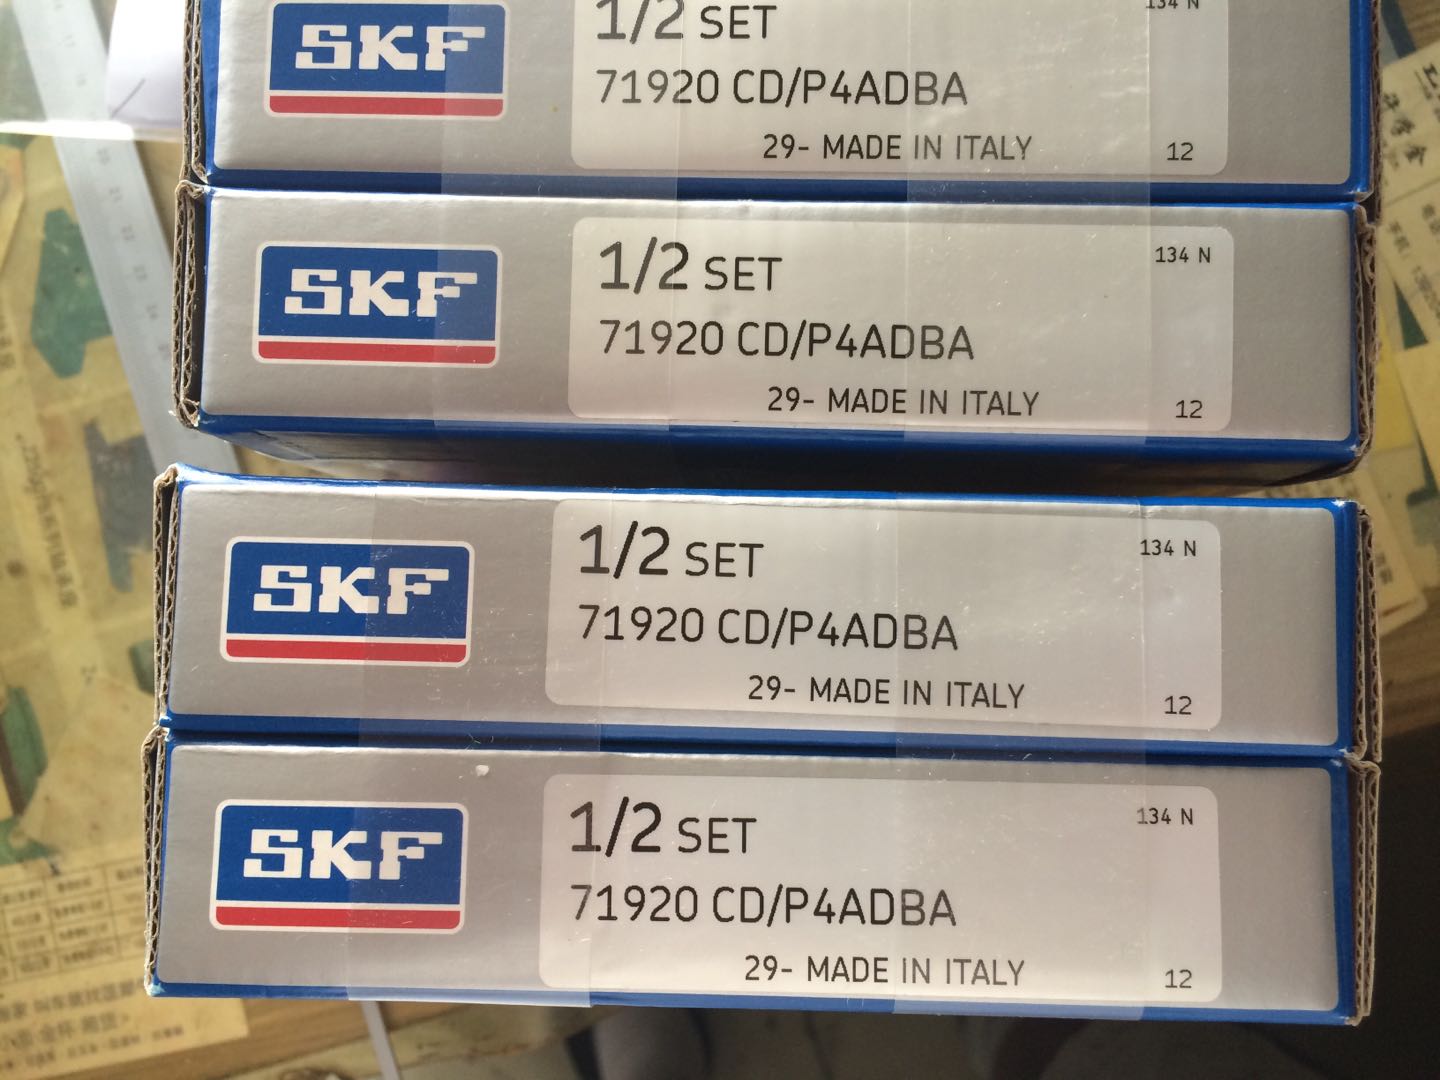 SKF
1/2 SET
134 N
71920 CD/P4ADBA
29- MADE IN ITALY
12
SKF
1/2 SET
134 N
71920 CD/P4ADBA
29- MADE IN ITALY
12
SKF
1/2 SET
134 N
71920 CD/P4ADBA
29- MADE IN ITALY
12
SKF
1/2 SET
134 N
71920 CD/P4ADBA
29- MADE IN ITALY
12